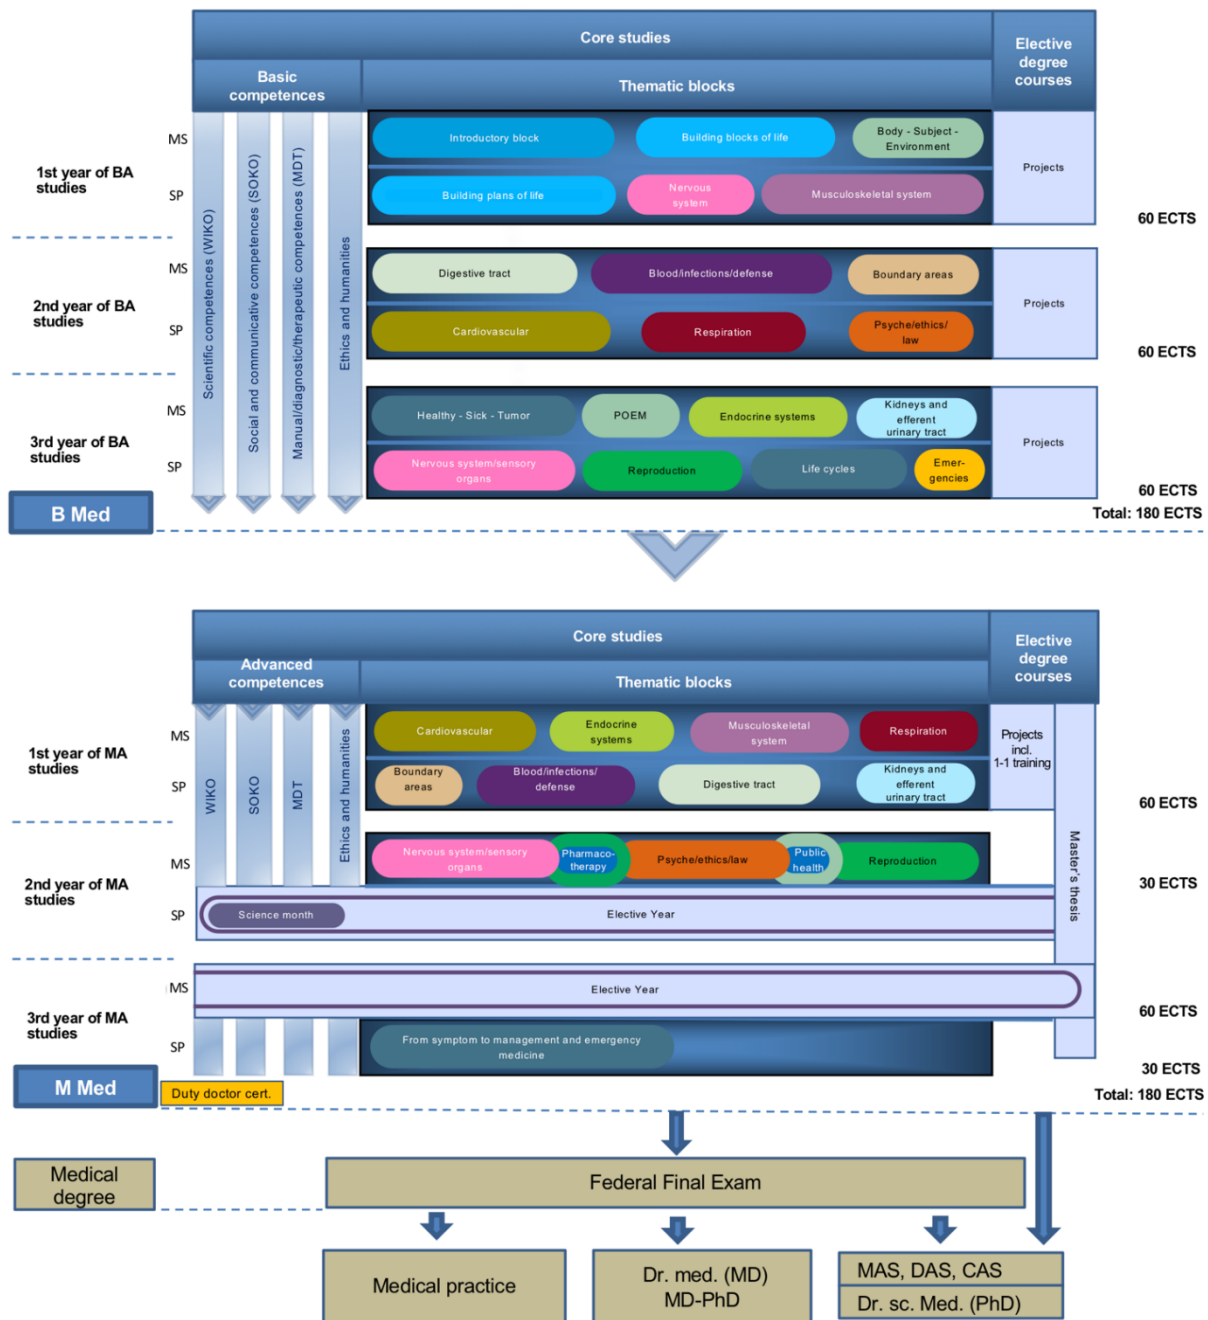 Core studies
Elective
degree
courses
Basic
competences
Thematic blocks
1st year of BA
studies
MS
Introductory block
Building blocks of life
Body - Subject -
Environment
Projects
SP
Building plans of life
Nervous
system
Musculoskeletal system
60 ECTS
Scientific competences (WIKO)
Social and communicative competences (SOKO)
Manual/diagnostic/therapeutic competences (MDT)
Ethics and humanities
2nd year of BA
studies
MS
Digestive tract
Blood/infections/defense
Boundary areas
Projects
SP
Cardiovascular
Respiration
Psyche/ethics/
law
60 ECTS
3rd year of BA
studies
MS
Healthy - Sick - Tumor
POEM
Endocrine systems
Kidneys and
efferent
urinary tract
Projects
SP
Nervous system/sensory
organs
Reproduction
Life cycles
Emer-
gencies
60 ECTS
B Med
Total: 180 ECTS
Core studies
Elective
degree
courses
Advanced
competences
Thematic blocks
1st year of MA
studies
MS
Cardiovascular
Endocrine
systems
Musculoskeletal
system
Respiration
Projects
incl.
1-1 training
SP
Boundary
areas
Blood/infections/
defense
Digestive tract
Kidneys and
efferent
urinary tract
60 ECTS
WIKO
SOKO
MDT
Ethics and humanities
Master's thesis
2nd year of MA
studies
MS
Nervous system/sensory
organs
Pharmaco-
therapy
Psyche/ethics/law
Public
health
Reproduction
30 ECTS
SP
Science month
Elective Year
3rd year of MA
studies
MS
Elective Year
60 ECTS
SP
From symptom to management and emergency
medicine
30 ECTS
M Med
Duty doctor cert.
Total: 180 ECTS
Medical
degree
Federal Final Exam
Medical practice
Dr. med. (MD)
MD-PhD
MAS, DAS, CAS
Dr. sc. Med. (PhD)